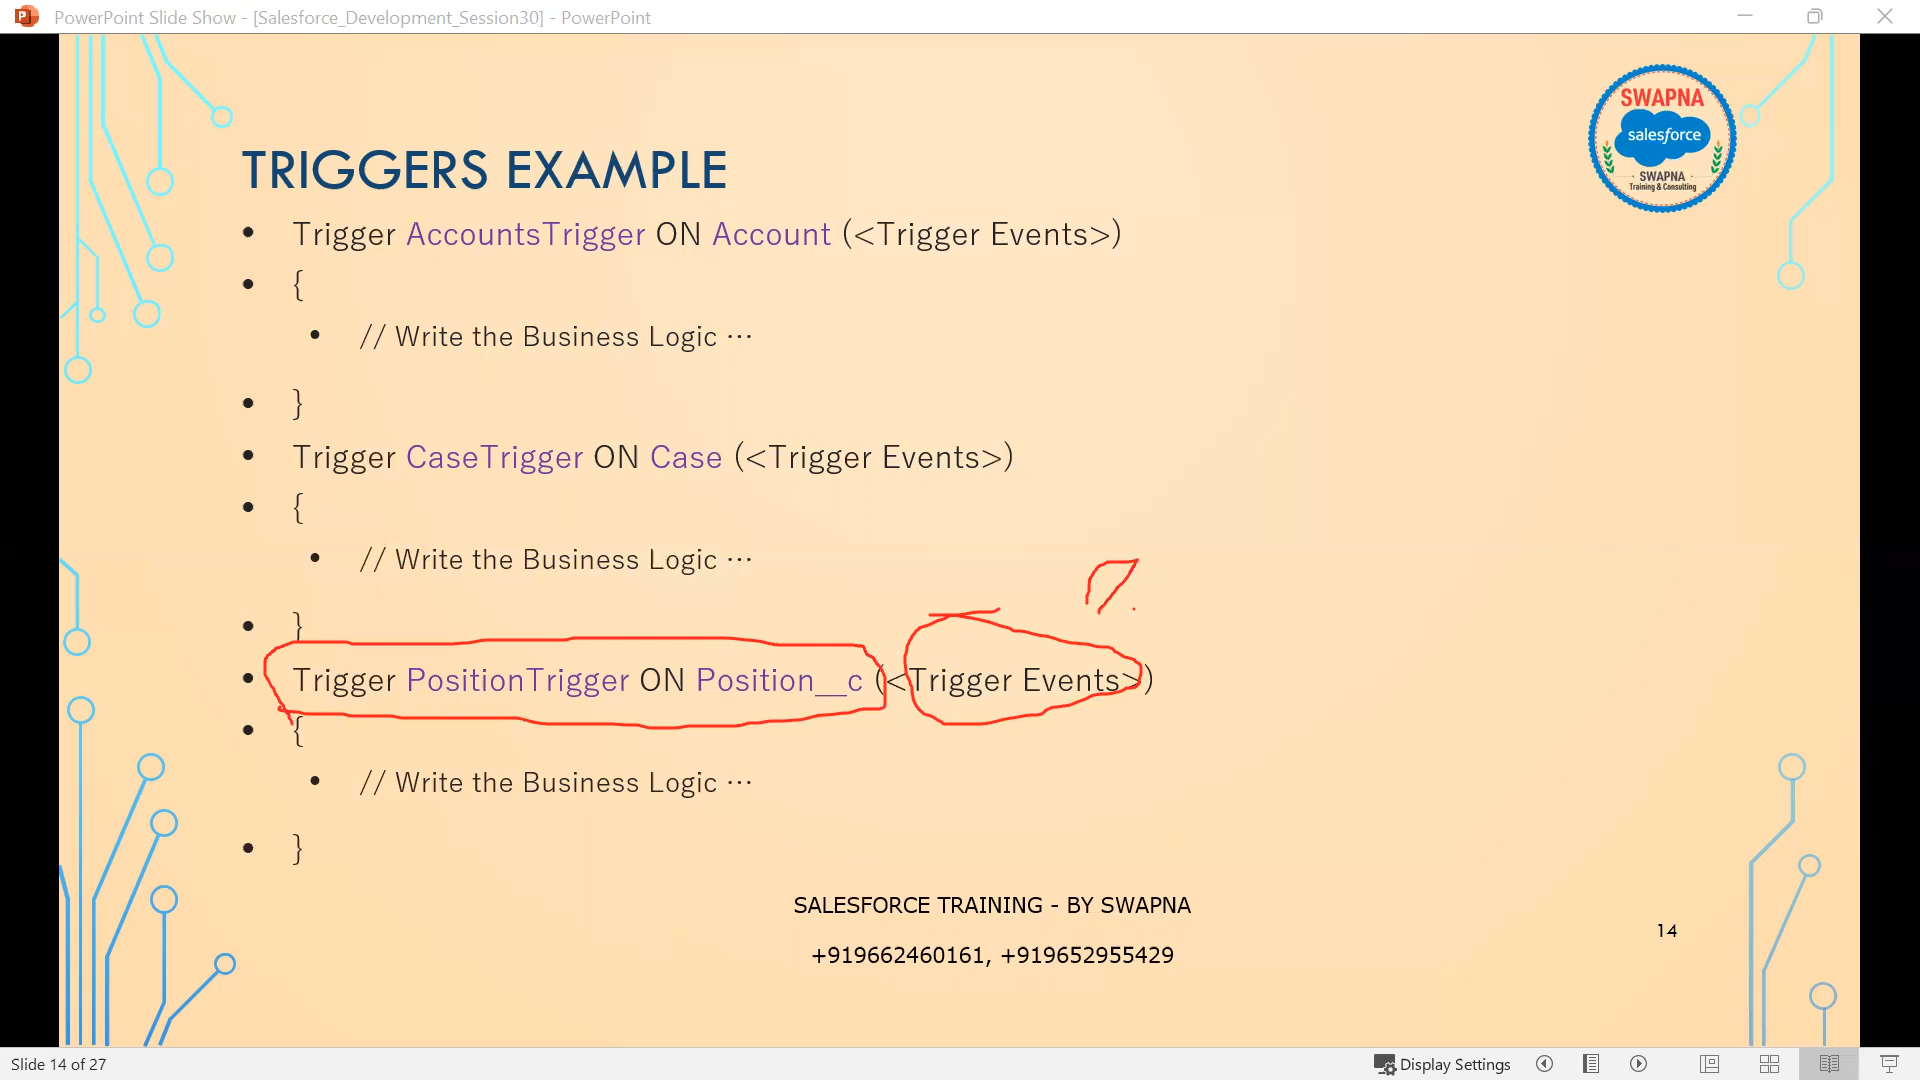 PowerPoint Slide Show - [Salesforce_Development_Session30] - PowerPoint
SWAPNA
salesforce
SWAPNA
Training & Consulting
TRIGGERS EXAMPLE
• Trigger AccountsTrigger ON Account (<Trigger Events>)
• {
• // Write the Business Logic ...
• }
• Trigger CaseTrigger ON Case (<Trigger Events>)
• {
• // Write the Business Logic ...
• }
• Trigger PositionTrigger ON Position__c (<Trigger Events>)
• {
• // Write the Business Logic ...
• }
SALESFORCE TRAINING - BY SWAPNA
+919662460161, +919652955429
14
Slide 14 of 27
Display Settings